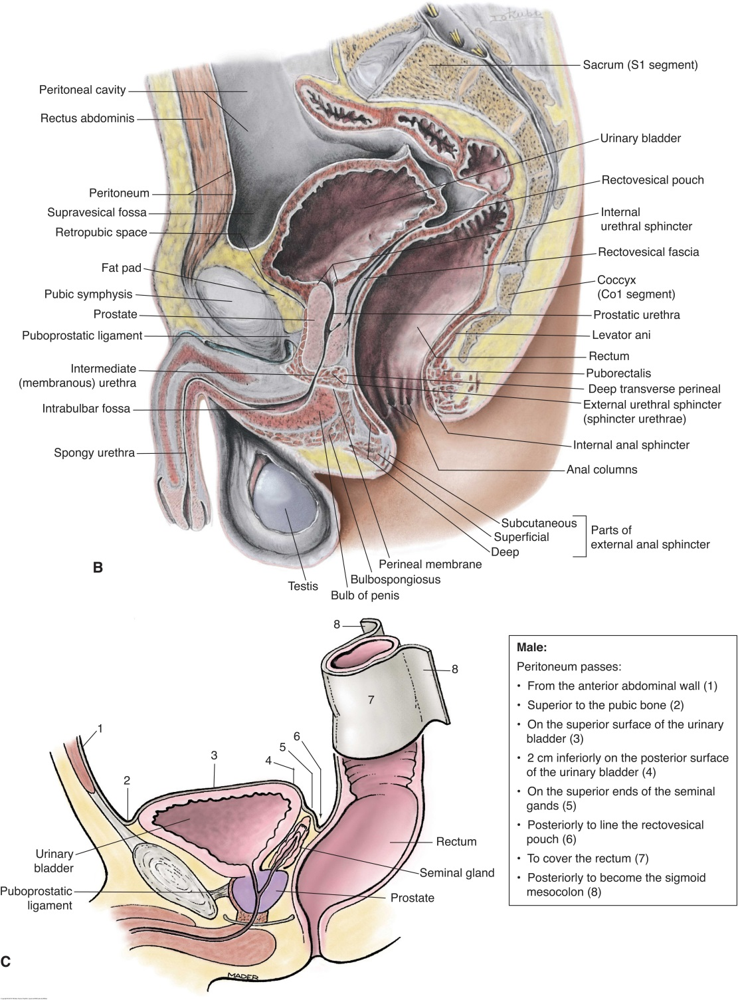 Peritoneal cavity
Rectus abdominis
Peritoneum
Supravesical fossa
Retropubic space
Fat pad
Pubic symphysis
Prostate
Puboprostatic ligament
Intermediate
(membranous) urethra
Intrabulbar fossa
Spongy urethra
Sacrum (S1 segment)
Urinary bladder
Rectovesical pouch
Internal
urethral sphincter
Rectovesical fascia
Coccyx
(Co1 segment)
Prostatic urethra
Levator ani
Rectum
Puborectalis
Deep transverse perineal
External urethral sphincter
(sphincter urethrae)
Internal anal sphincter
Anal columns
Subcutaneous
Superficial
Deep
Parts of
external anal sphincter
Perineal membrane
Bulbospongiosus
Bulb of penis
Testis
B
8
8
7
6
5
4
3
2
1
Urinary
bladder
Puboprostatic
ligament
Rectum
Seminal gland
Prostate
MADER
C
Male:
Peritoneum passes:
• From the anterior abdominal wall (1)
• Superior to the pubic bone (2)
• On the superior surface of the urinary
bladder (3)
• 2 cm inferiorly on the posterior surface
of the urinary bladder (4)
• On the superior ends of the seminal
gands (5)
• Posteriorly to line the rectovesical
pouch (6)
• To cover the rectum (7)
• Posteriorly to become the sigmoid
mesocolon (8)